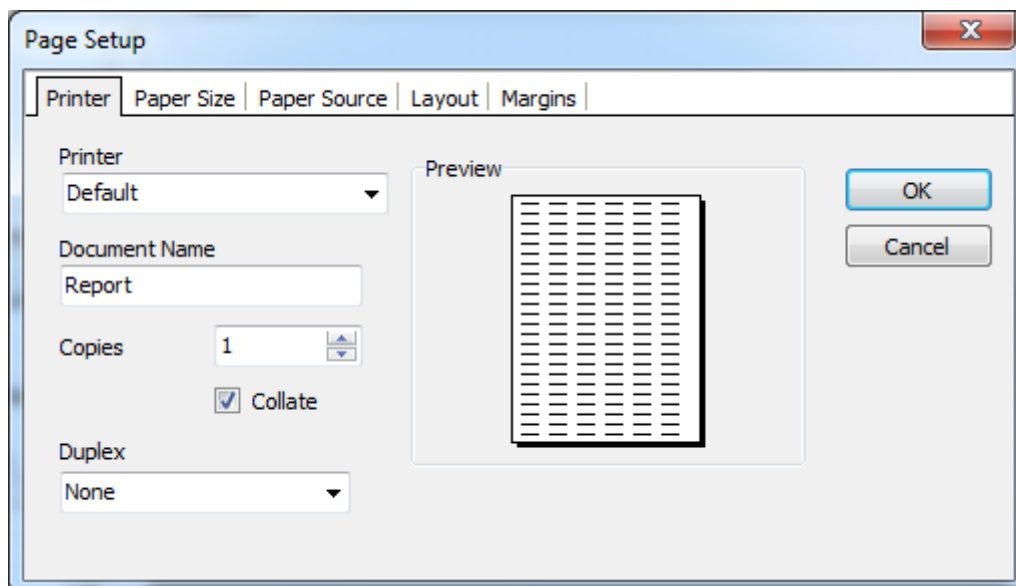 Page Setup
Printer Paper Size Paper Source Layout Margins
Printer
Default
Document Name
Report
Copies 1
Collate
Duplex
None
Preview
OK
Cancel